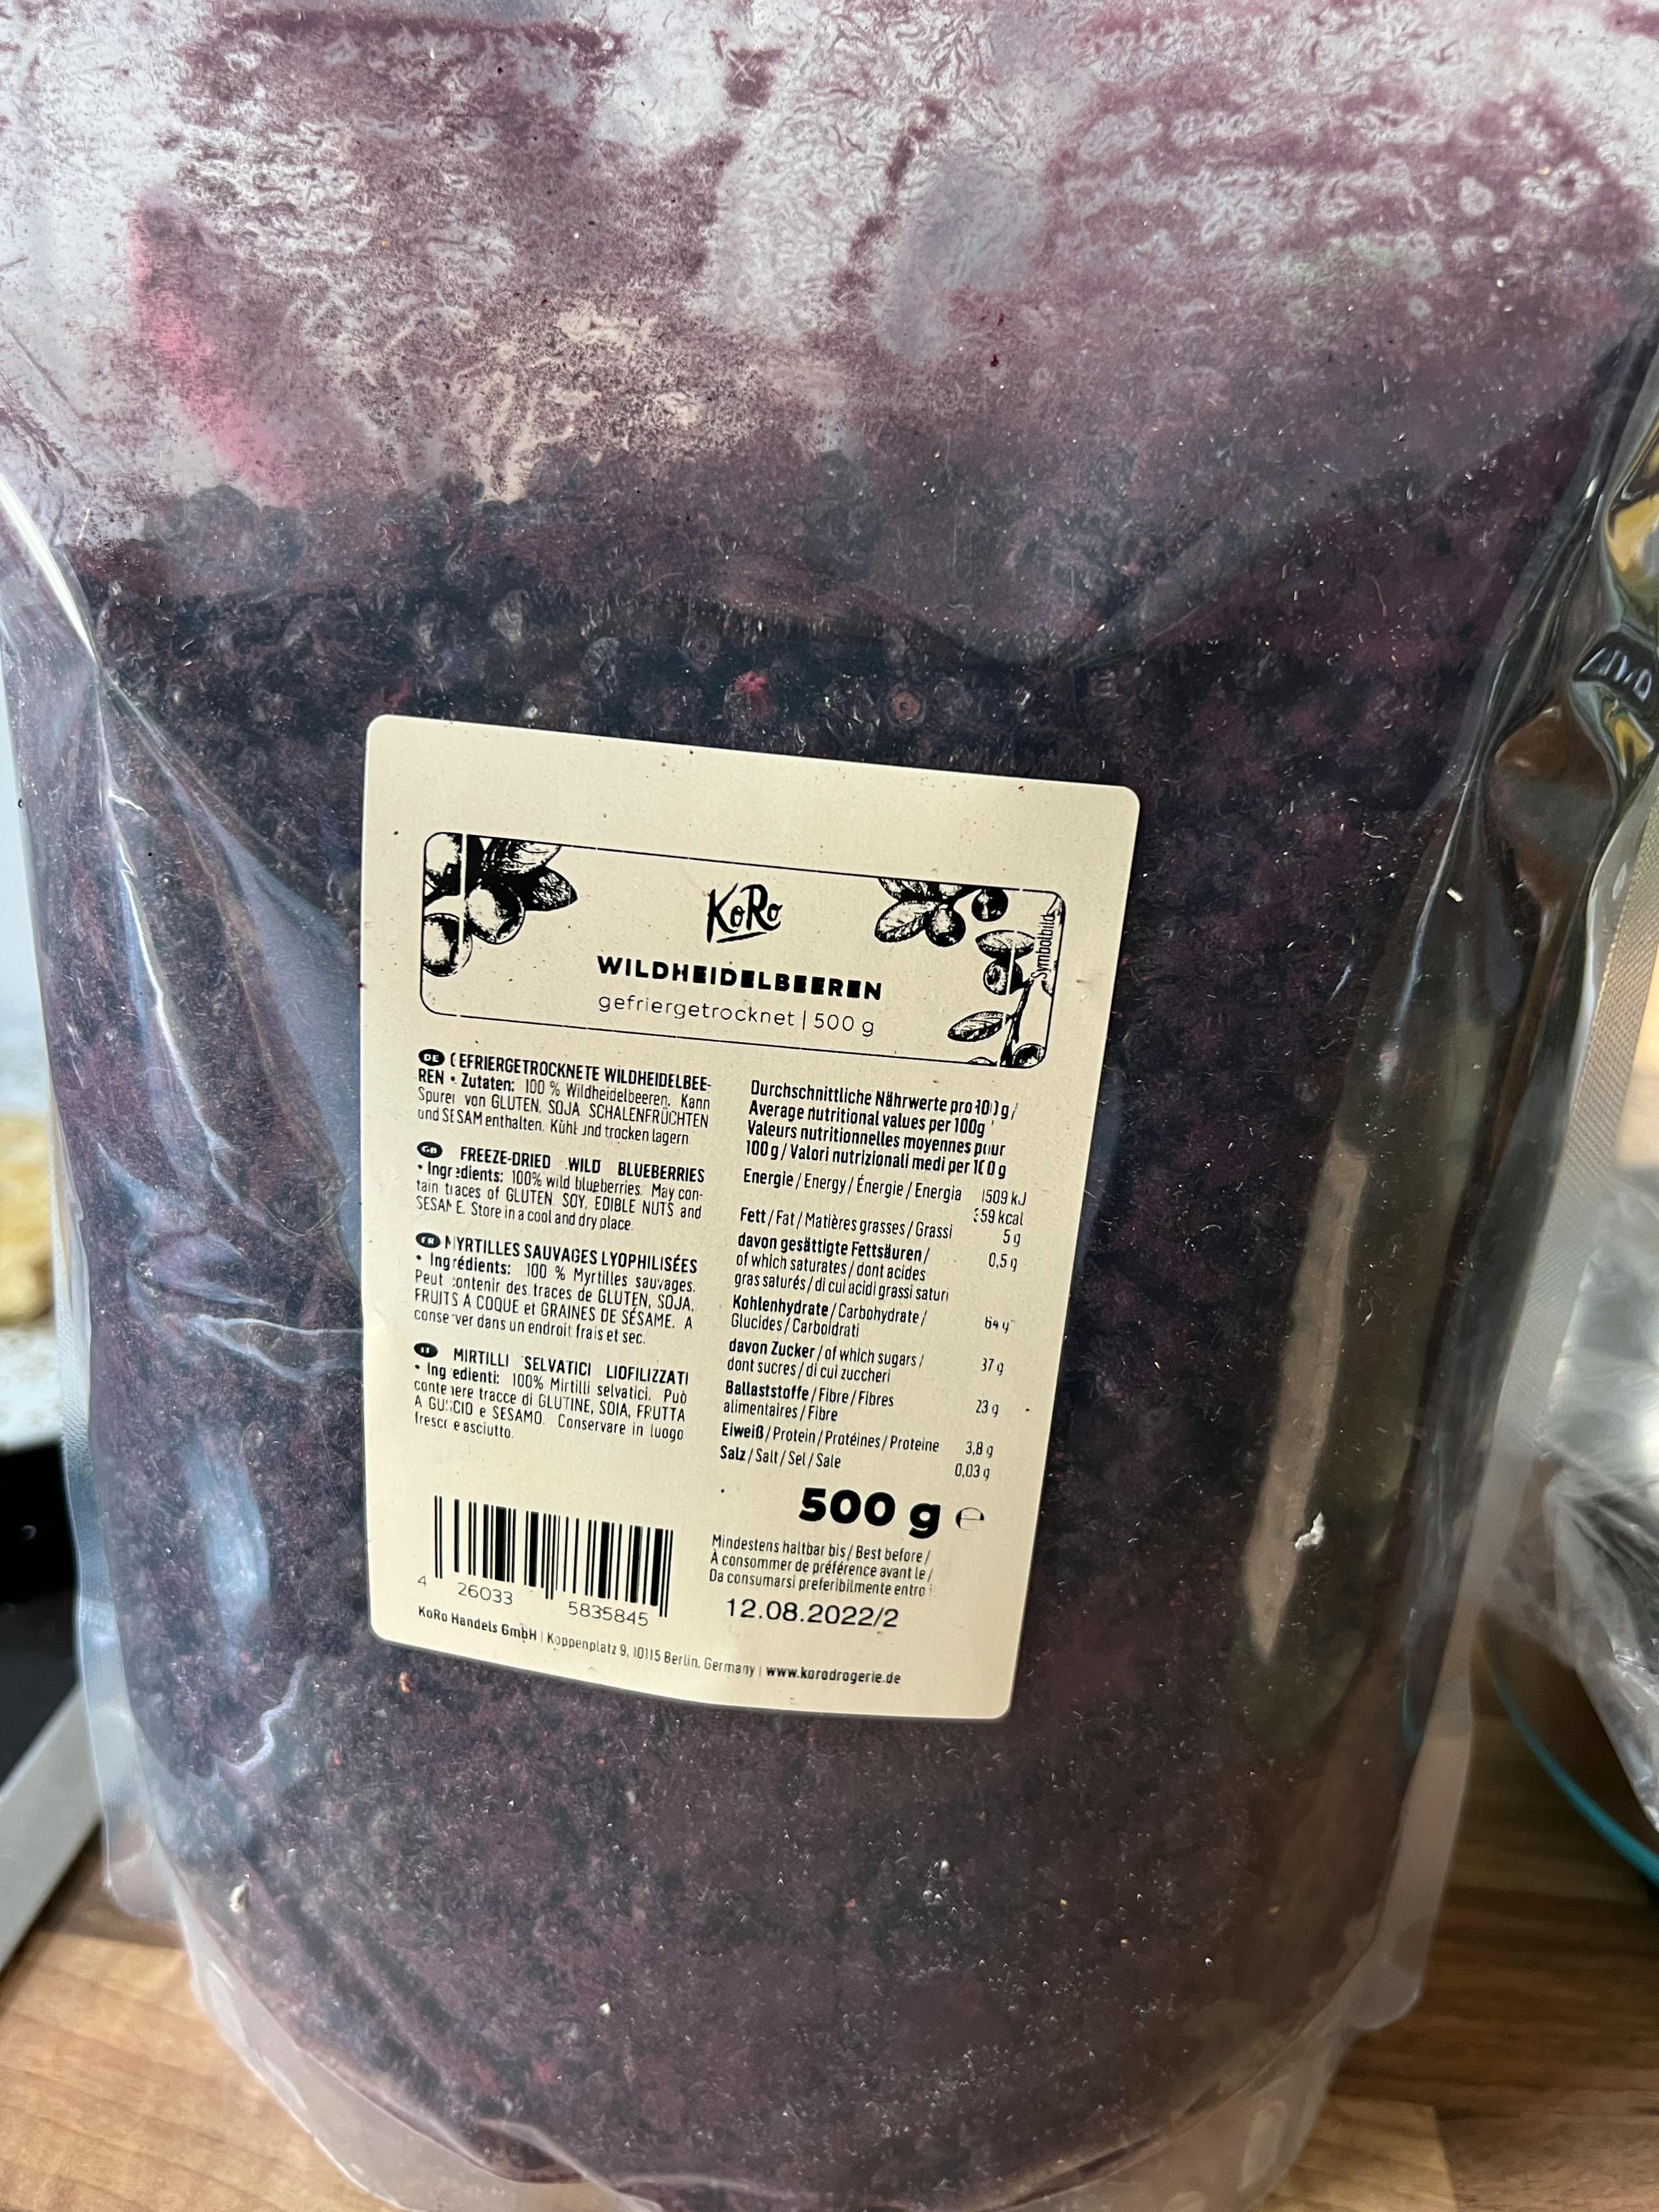 KoRo
WILDHEIDELBEEREN
gefriergetrocknet | 500 g
Symbolbild
DE GEFRIERGETROCKNETE WILDHEIDELBEE-
REN • Zutaten: 100 % Wildheidelbeeren. Kann
Spuren von GLUTEN, SOJA, SCHALENFRÜCHTEN
und SESAM enthalten. Kühl und trocken lagern
GB FREEZE-DRIED WILD BLUEBERRIES
• Ingredients: 100% wild blueberries. May con-
tain traces of GLUTEN, SOY, EDIBLE NUTS and
SESAME. Store in a cool and dry place.
FR MYRTILLES SAUVAGES LYOPHILISÉES
• Ingrédients: 100 % Myrtilles sauvages.
Peut contenir des traces de GLUTEN, SOJA,
FRUITS A COQUE et GRAINES DE SÉSAME. A
conserver dans un endroit frais et sec.
IT MIRTILLI SELVATICI LIOFILIZZATI
• Ingredienti: 100% Mirtilli selvatici. Può
contenere tracce di GLUTINE, SOIA, FRUTTA
A GUSCIO e SESAMO. Conservare in luogo
fresco e asciutto.
Durchschnittliche Nährwerte pro 100 g /
Average nutritional values per 100g /
Valeurs nutritionnelles moyennes pour
100 g / Valori nutrizionali medi per 100 g
Energie / Energy / Énergie / Energia 1509 kJ
359 kcal
Fett / Fat / Matières grasses / Grassi 5 g
davon gesättigte Fettsäuren / 0,5 g
of which saturates / dont acides
gras saturés / di cui acidi grassi saturi
Kohlenhydrate / Carbohydrate / 64 g
Glucides / Carboidrati
davon Zucker / of which sugars / 37 g
dont sucres / di cui zuccheri
Ballaststoffe / Fibre / Fibres 23 g
alimentaires / Fibre
Eiweiß / Protein / Protéines / Proteine 3,8 g
Salz / Salt / Sel / Sale 0,03 g
500 g ℮
Mindestens haltbar bis / Best before /
À consommer de préférence avant le /
Da consumarsi preferibilmente entro
12.08.2022/2
4 26033 5835845
KoRo Handels GmbH | Koppenplatz 9, 10115 Berlin, Germany | www.korodrogerie.de